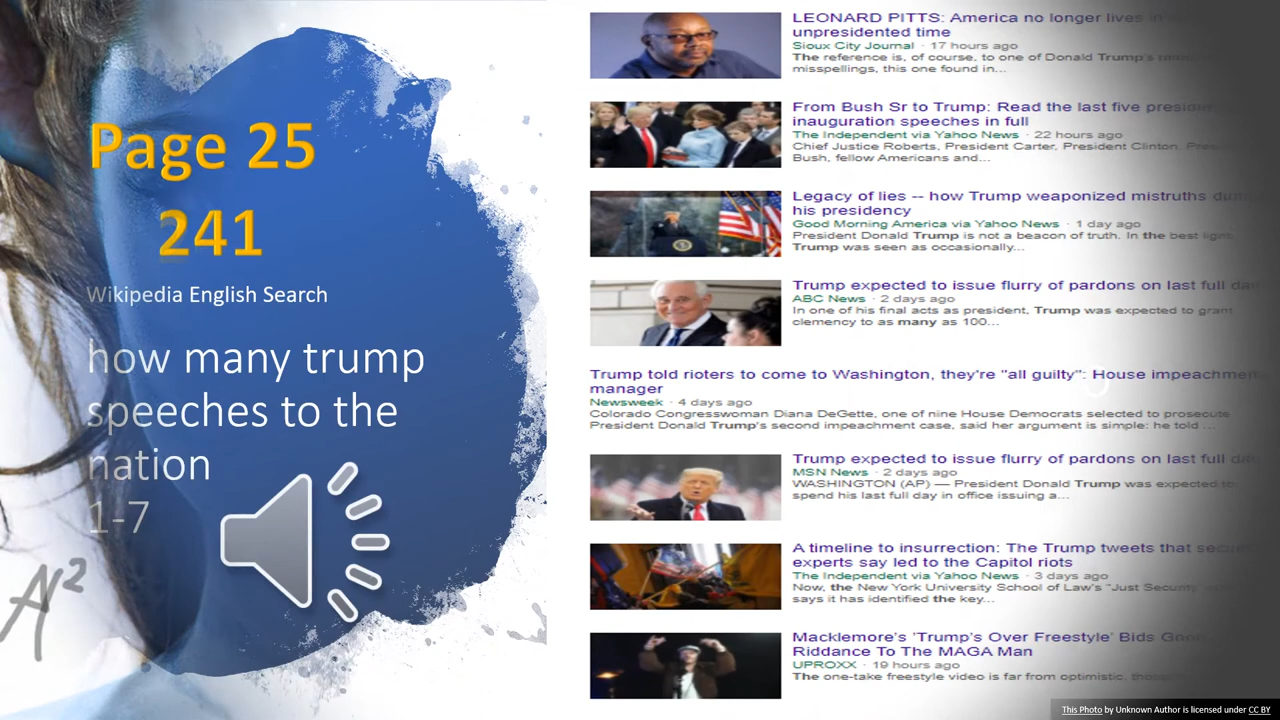 Page 25
241
Wikipedia English Search
how many trump
speeches to the
nation
1-7
A²
LEONARD PITTS: America no longer lives in
unpresidented time
Sioux City Journal · 17 hours ago
The reference is, of course, to one of Donald Trump's
misspellings, this one found in...
From Bush Sr to Trump: Read the last five
inauguration speeches in full
The Independent via Yahoo News · 22 hours ago
Chief Justice Roberts, President Carter, President Clinton,
Bush, fellow Americans and...
Legacy of lies -- how Trump weaponized mistruths
his presidency
Good Morning America via Yahoo News · 1 day ago
President Donald Trump is not a beacon of truth. In the best light,
Trump was seen as occasionally...
Trump expected to issue flurry of pardons on last full day
ABC News · 2 days ago
In one of his final acts as president, Trump was expected to grant
clemency to as many as 100...
Trump told rioters to come to Washington, they're "all guilty": House impeachment
manager
Newsweek · 4 days ago
Colorado Congresswoman Diana DeGette, one of nine House Democrats selected to prosecute
President Donald Trump's second impeachment case, said her argument is simple: he told ...
Trump expected to issue flurry of pardons on last full day
MSN News · 2 days ago
WASHINGTON (AP) — President Donald Trump was expected to
spend his last full day in office issuing a...
A timeline to insurrection: The Trump tweets that
experts say led to the Capitol riots
The Independent via Yahoo News · 3 days ago
Now, the New York University School of Law's "Just Security"
says it has identified the key...
Macklemore's 'Trump's Over Freestyle' Bids
Riddance To The MAGA Man
UPROXX · 19 hours ago
The one-take freestyle video is far from optimistic,
This Photo by Unknown Author is licensed under CC BY